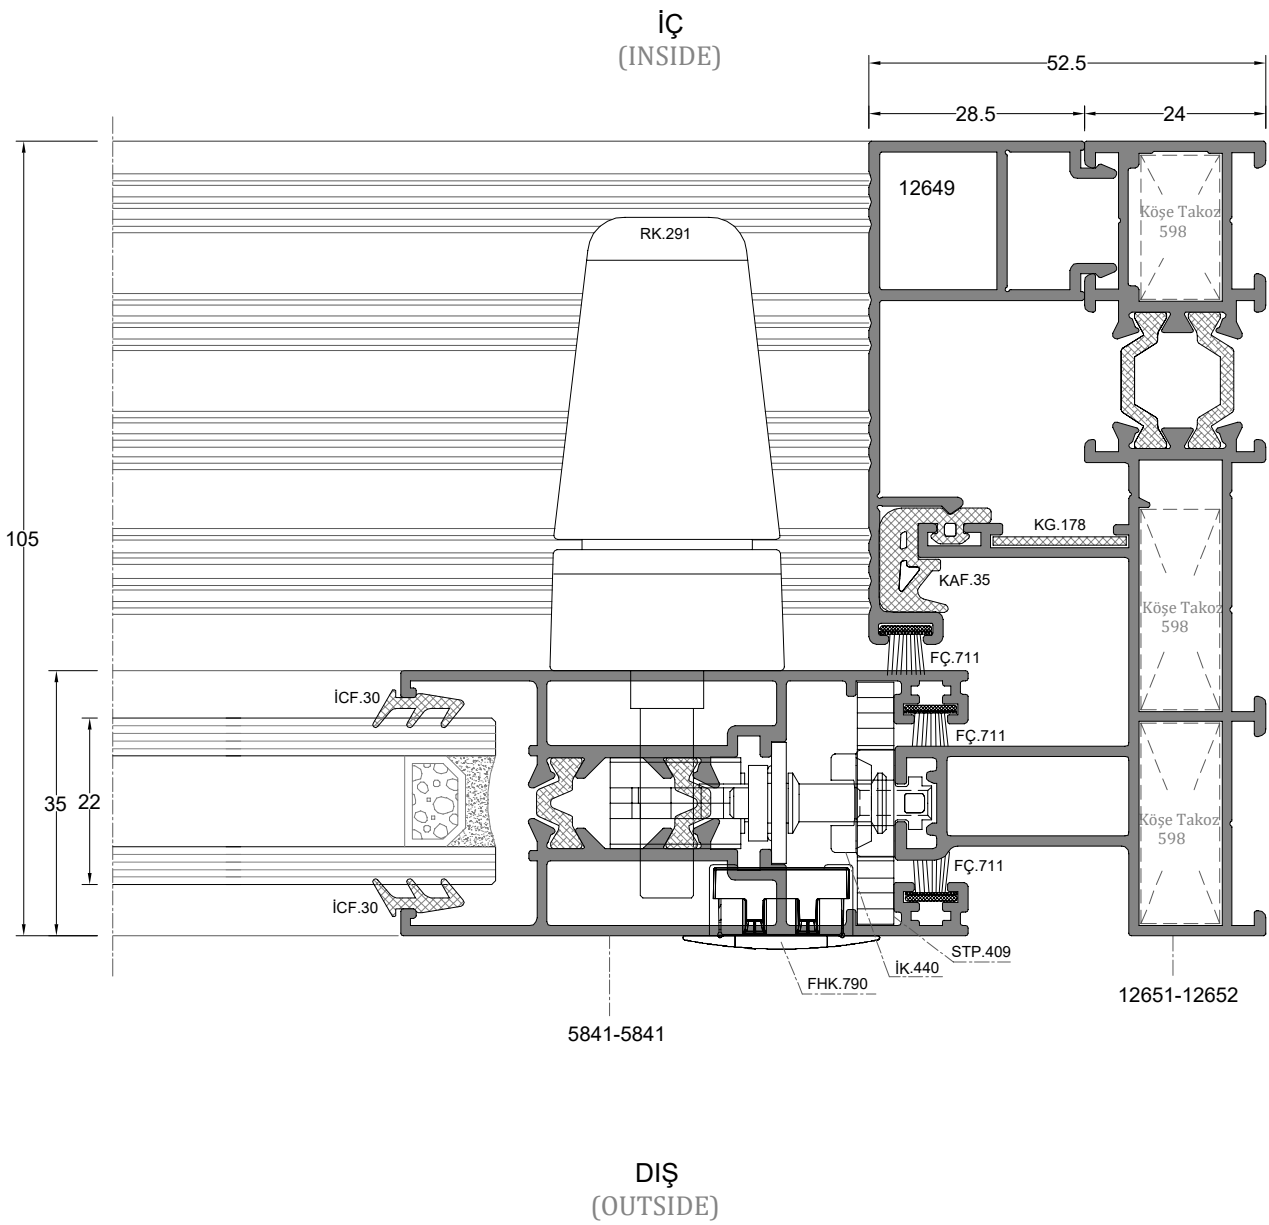 İÇ
(INSIDE)
52.5
28.5
24
12649
Köşe Takoz
598
RK.291
105
KG.178
KAF.35
Köşe Takoz
598
FÇ.711
İCF.30
FÇ.711
35
22
Köşe Takoz
598
FÇ.711
İCF.30
STP.409
İK.440
FHK.790
12651-12652
5841-5841
DIŞ
(OUTSIDE)